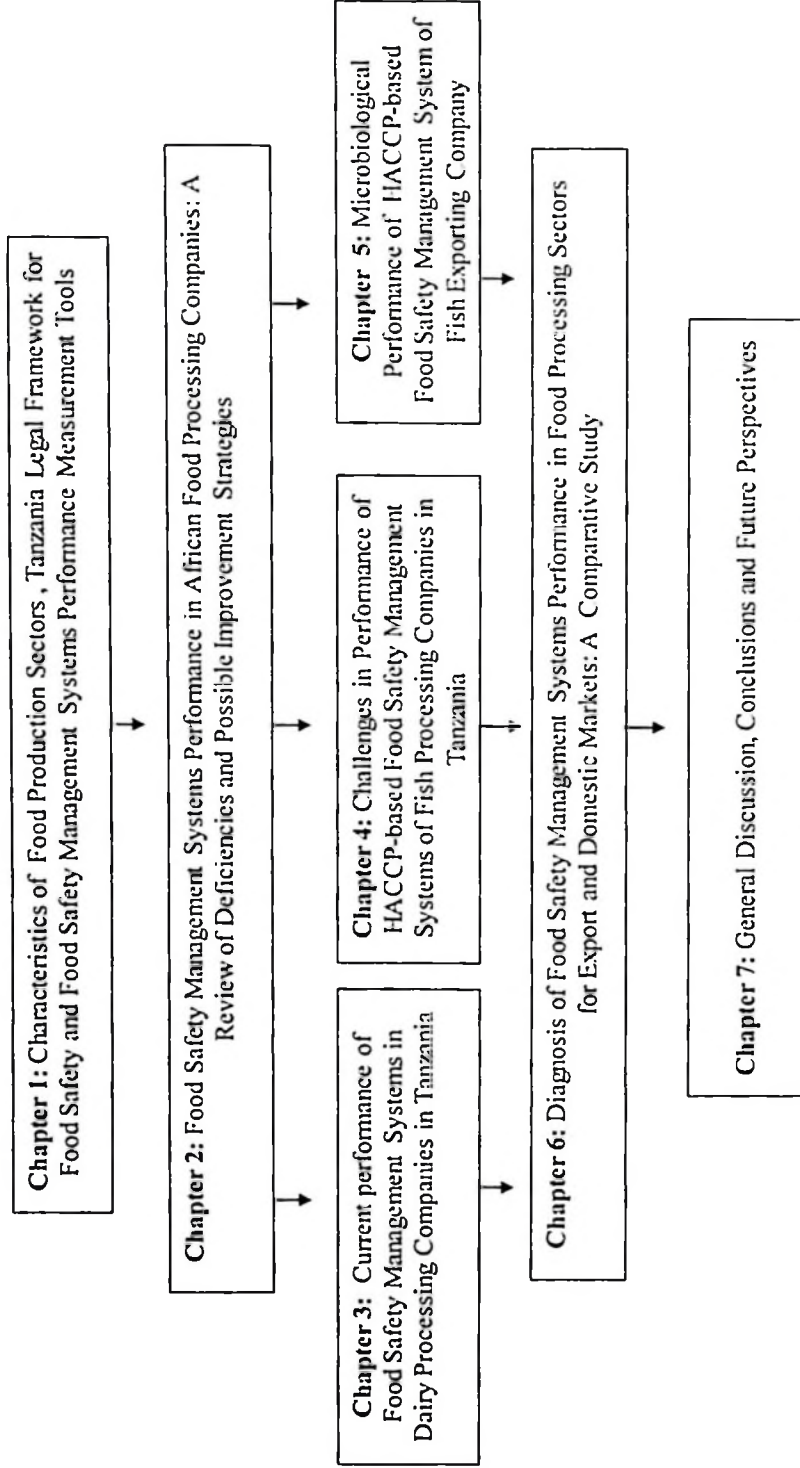 Chapter 1: Characteristics of Food Production Sectors, Tanzania Legal Framework for
Food Safety and Food Safety Management Systems Performance Measurement Tools
Chapter 2: Food Safety Management Systems Performance in African Food Processing Companies: A
Review of Deficiencies and Possible Improvement Strategies
Chapter 3: Current performance of
Food Safety Management Systems in
Dairy Processing Companies in Tanzania
Chapter 4: Challenges in Performance of
HACCP-based Food Safety Management
Systems of Fish Processing Companies in
Tanzania
Chapter 5: Microbiological
Performance of HACCP-based
Food Safety Management System of
Fish Exporting Company
Chapter 6: Diagnosis of Food Safety Management Systems Performance in Food Processing Sectors
for Export and Domestic Markets: A Comparative Study
Chapter 7: General Discussion, Conclusions and Future Perspectives